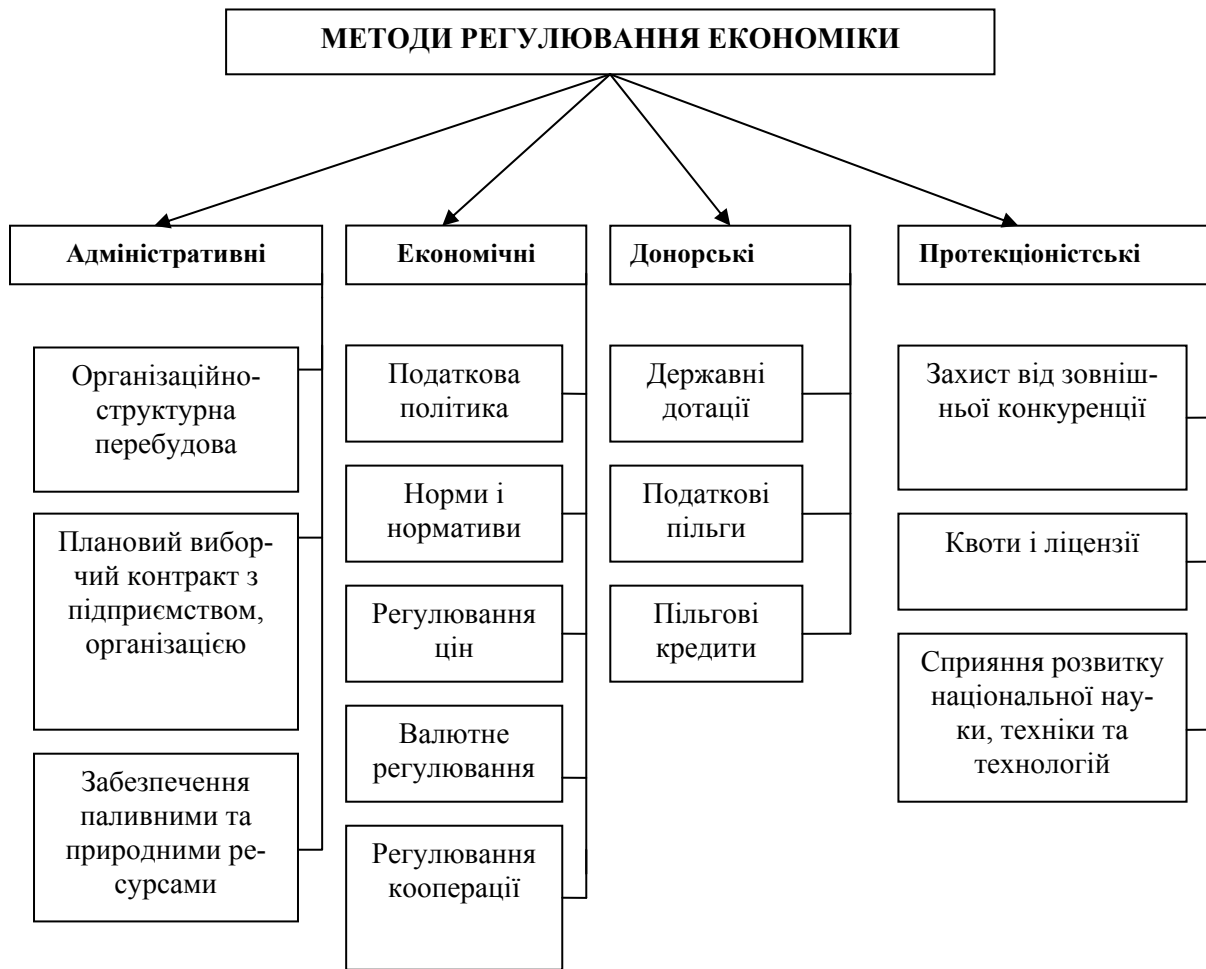 МЕТОДИ РЕГУЛЮВАННЯ ЕКОНОМІКИ
Адміністративні
Організаційно-
структурна
перебудова
Плановий вибор-
чий контракт з
підприємством,
організацією
Забезпечення
паливними та
природними ре-
сурсами
Економічні
Податкова
політика
Норми і
нормативи
Регулювання
цін
Валютне
регулювання
Регулювання
кооперації
Донорські
Державні
дотації
Податкові
пільги
Пільгові
кредити
Протекціоністські
Захист від зовніш-
ньої конкуренції
Квоти і ліцензії
Сприяння розвитку
національної нау-
ки, техніки та
технологій